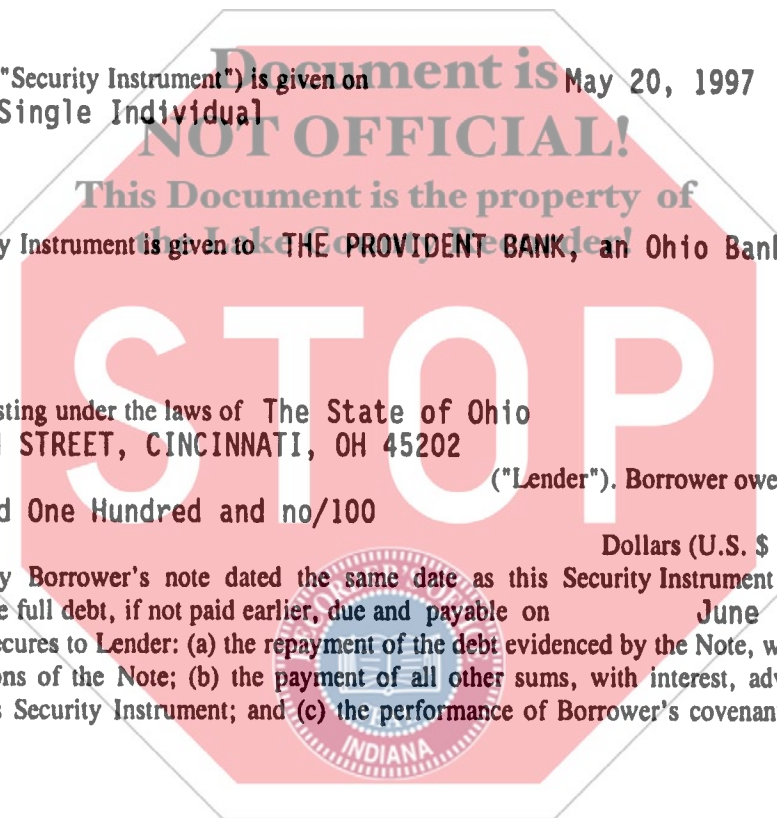 Document is
"Security Instrument") is given on May 20, 1997
Single Individual
NOT OFFICIAL!
This Document is the property of
the Lake County Recorder!
y Instrument is given to THE PROVIDENT BANK, an Ohio Bank
STOP
sting under the laws of The State of Ohio
STREET, CINCINNATI, OH 45202
("Lender"). Borrower owe
d One Hundred and no/100
Dollars (U.S. $
y Borrower's note dated the same date as this Security Instrument
e full debt, if not paid earlier, due and payable on June
ecures to Lender: (a) the repayment of the debt evidenced by the Note, w
ons of the Note; (b) the payment of all other sums, with interest, adv
s Security Instrument; and (c) the performance of Borrower's covenan
INDIANA